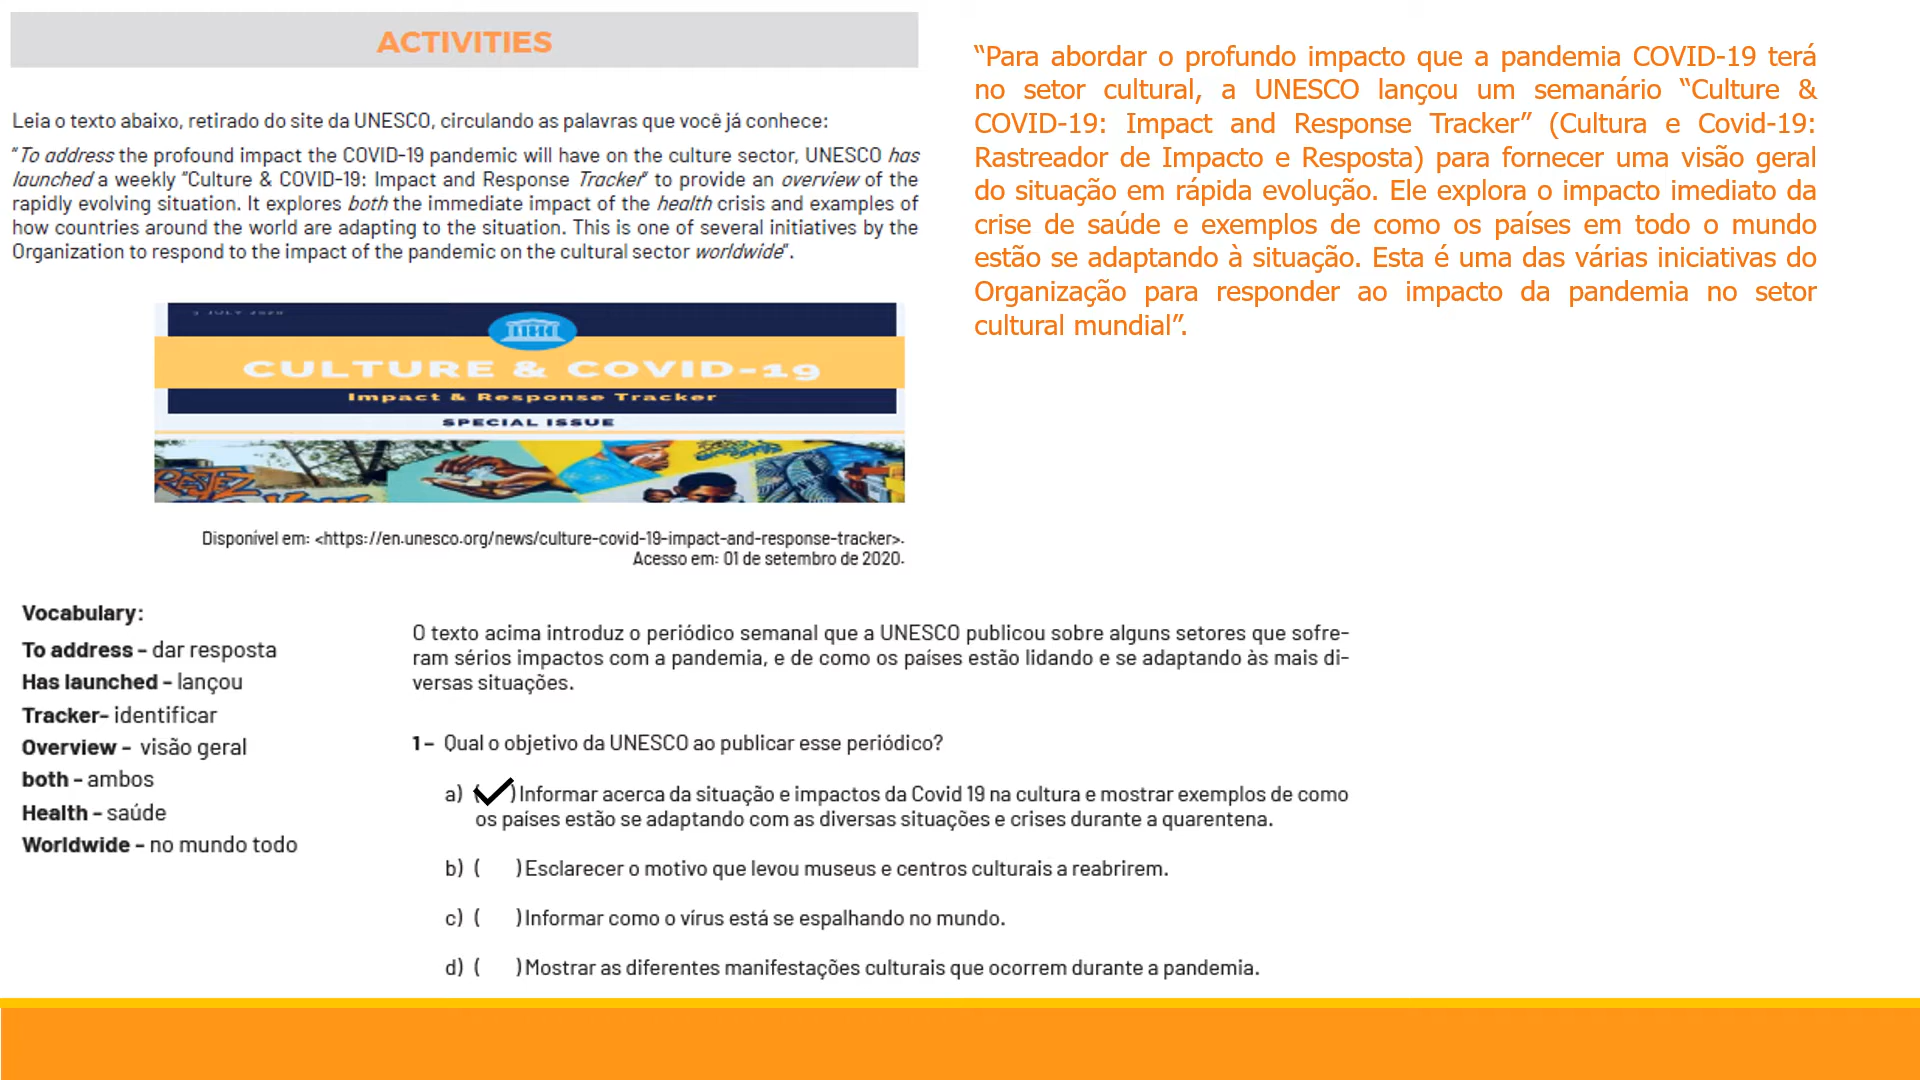 ACTIVITIES
Leia o texto abaixo, retirado do site da UNESCO, circulando as palavras que você já conhece:
“To address the profound impact the COVID-19 pandemic will have on the culture sector, UNESCO has
launched a weekly “Culture & COVID-19: Impact and Response Tracker” to provide an overview of the
rapidly evolving situation. It explores both the immediate impact of the health crisis and examples of
how countries around the world are adapting to the situation. This is one of several initiatives by the
Organization to respond to the impact of the pandemic on the cultural sector worldwide”.
JULY 2020
CULTURE & COVID-19
Impact & Response Tracker
SPECIAL ISSUE
RESTEZ
Disponível em: <https://en.unesco.org/news/culture-covid-19-impact-and-response-tracker>.
Acesso em: 01 de setembro de 2020.
“Para abordar o profundo impacto que a pandemia COVID-19 terá
no setor cultural, a UNESCO lançou um semanário “Culture &
COVID-19: Impact and Response Tracker” (Cultura e Covid-19:
Rastreador de Impacto e Resposta) para fornecer uma visão geral
do situação em rápida evolução. Ele explora o impacto imediato da
crise de saúde e exemplos de como os países em todo o mundo
estão se adaptando à situação. Esta é uma das várias iniciativas do
Organização para responder ao impacto da pandemia no setor
cultural mundial”.
Vocabulary:
To address – dar resposta
Has launched – lançou
Tracker– identificar
Overview – visão geral
both – ambos
Health – saúde
Worldwide – no mundo todo
O texto acima introduz o periódico semanal que a UNESCO publicou sobre alguns setores que sofre-
ram sérios impactos com a pandemia, e de como os países estão lidando e se adaptando às mais di-
versas situações.
1 – Qual o objetivo da UNESCO ao publicar esse periódico?
a) (✓) Informar acerca da situação e impactos da Covid 19 na cultura e mostrar exemplos de como
os países estão se adaptando com as diversas situações e crises durante a quarentena.
b) ( ) Esclarecer o motivo que levou museus e centros culturais a reabrirem.
c) ( ) Informar como o vírus está se espalhando no mundo.
d) ( ) Mostrar as diferentes manifestações culturais que ocorrem durante a pandemia.